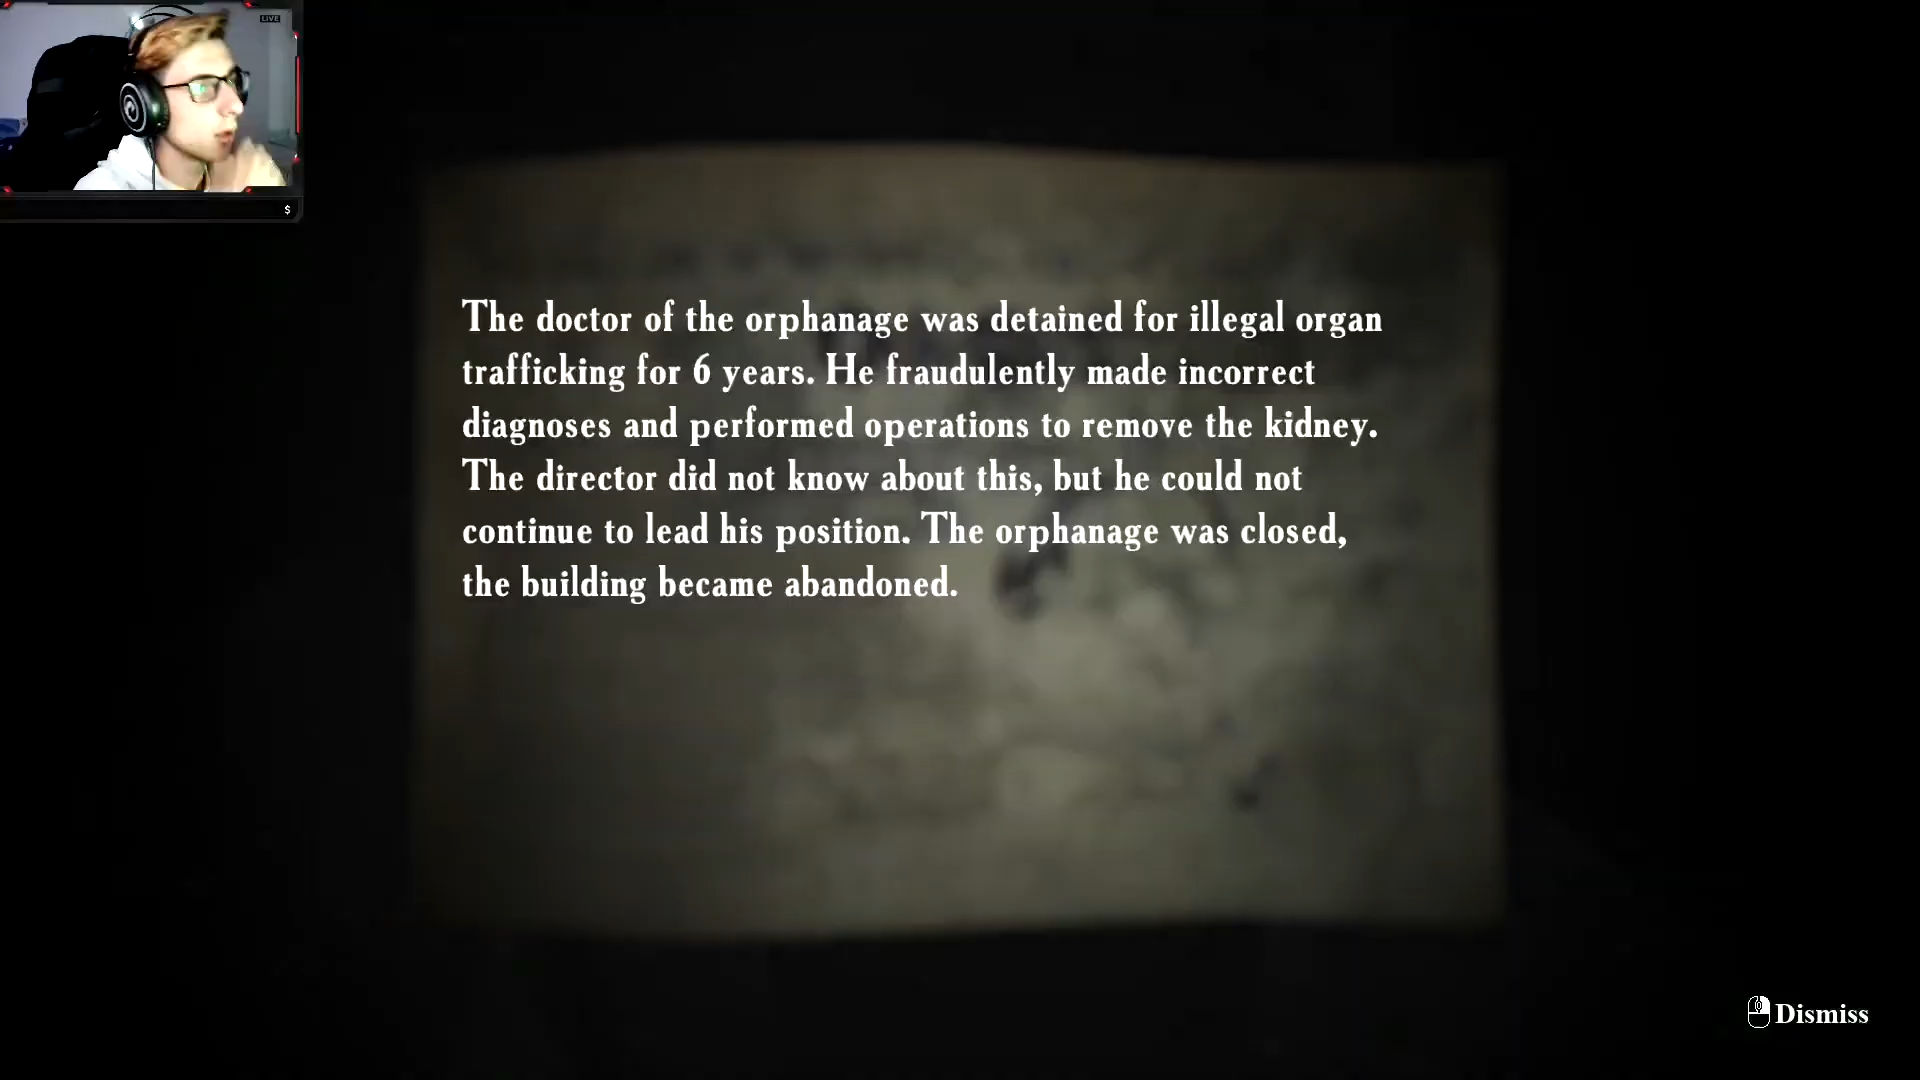 LIVE
$
The doctor of the orphanage was detained for illegal organ
trafficking for 6 years. He fraudulently made incorrect
diagnoses and performed operations to remove the kidney.
The director did not know about this, but he could not
continue to lead his position. The orphanage was closed,
the building became abandoned.
Dismiss